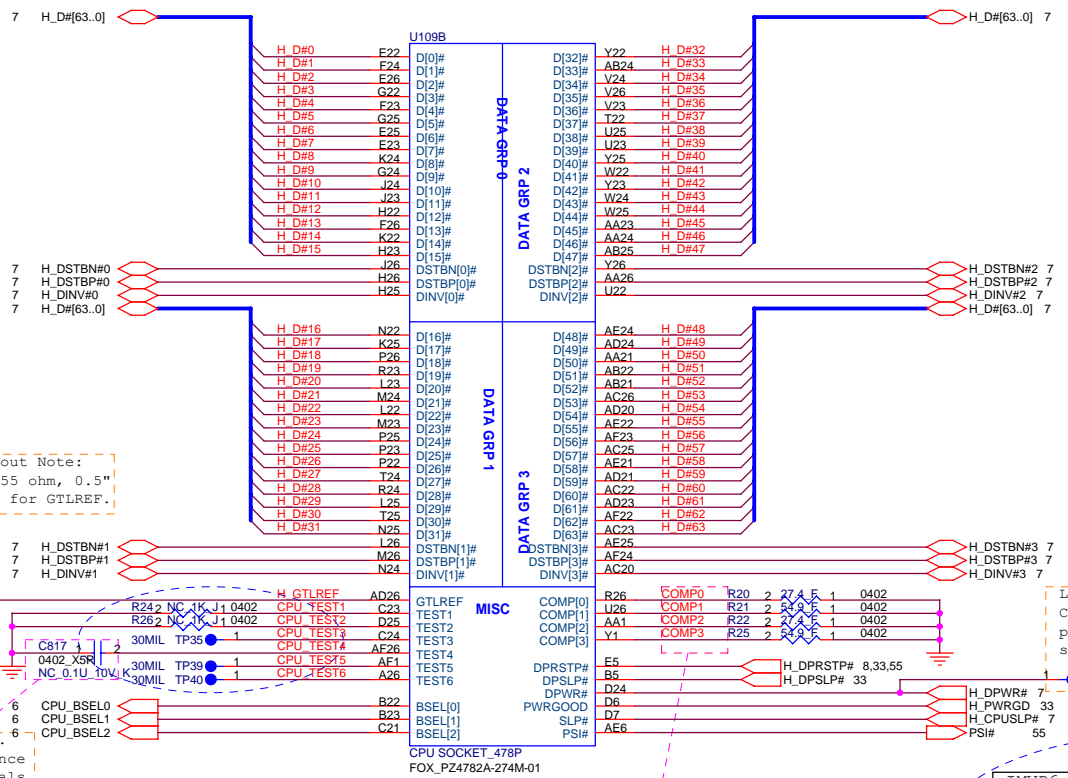 7 H_D#[63..0] H_D#[63..0] 7
U109B
H_D#0 E22 D[0]# D[32]# Y22 H_D#32
H_D#1 F24 D[1]# D[33]# AB24 H_D#33
H_D#2 E26 D[2]# D[34]# V24 H_D#34
H_D#3 G22 D[3]# D[35]# V26 H_D#35
H_D#4 F23 D[4]# D[36]# V23 H_D#36
H_D#5 G25 D[5]# D[37]# T22 H_D#37
H_D#6 E25 D[6]# D[38]# U25 H_D#38
H_D#7 E23 D[7]# D[39]# U23 H_D#39
H_D#8 K24 D[8]# D[40]# Y25 H_D#40
H_D#9 G24 D[9]# D[41]# W22 H_D#41
H_D#10 J24 D[10]# D[42]# Y23 H_D#42
H_D#11 J23 D[11]# D[43]# W24 H_D#43
H_D#12 H22 D[12]# D[44]# W25 H_D#44
H_D#13 F26 D[13]# D[45]# AA23 H_D#45
H_D#14 K22 D[14]# D[46]# AA24 H_D#46
H_D#15 H23 D[15]# D[47]# AB25 H_D#47
DATA GRP 0
DATA GRP 2
7 H_DSTBN#0 J26 DSTBN[0]# DSTBN[2]# Y26 H_DSTBN#2 7
7 H_DSTBP#0 H26 DSTBP[0]# DSTBP[2]# AA26 H_DSTBP#2 7
7 H_DINV#0 H25 DINV[0]# DINV[2]# U22 H_DINV#2 7
7 H_D#[63..0] H_D#[63..0] 7
H_D#16 N22 D[16]# D[48]# AE24 H_D#48
H_D#17 K25 D[17]# D[49]# AD24 H_D#49
H_D#18 P26 D[18]# D[50]# AA21 H_D#50
H_D#19 R23 D[19]# D[51]# AB22 H_D#51
H_D#20 L23 D[20]# D[52]# AB21 H_D#52
H_D#21 M24 D[21]# D[53]# AC26 H_D#53
H_D#22 L22 D[22]# D[54]# AD20 H_D#54
H_D#23 M23 D[23]# D[55]# AE22 H_D#55
H_D#24 P25 D[24]# D[56]# AF23 H_D#56
H_D#25 P23 D[25]# D[57]# AC25 H_D#57
H_D#26 P22 D[26]# D[58]# AE21 H_D#58
H_D#27 T24 D[27]# D[59]# AD21 H_D#59
H_D#28 R24 D[28]# D[60]# AC22 H_D#60
H_D#29 L25 D[29]# D[61]# AD23 H_D#61
H_D#30 T25 D[30]# D[62]# AF22 H_D#62
H_D#31 N25 D[31]# D[63]# AC23 H_D#63
DATA GRP 1
DATA GRP 3
out Note:
55 ohm, 0.5"
for GTLREF.
7 H_DSTBN#1 L26 DSTBN[1]# DSTBN[3]# AE25 H_DSTBN#3 7
7 H_DSTBP#1 M26 DSTBP[1]# DSTBP[3]# AF24 H_DSTBP#3 7
7 H_DINV#1 N24 DINV[1]# DINV[3]# AC20 H_DINV#3 7
MISC
H_GTLREF AD26 GTLREF COMP[0] R26 COMP0 R20 2 27.4_F 1 0402
R24 2 NC_1K_J 1 0402 CPU_TEST1 C23 TEST1 COMP[1] U26 COMP1 R21 2 54.9_F 1 0402
R26 2 NC_1K_J 1 0402 CPU_TEST2 D25 TEST2 COMP[2] AA1 COMP2 R22 2 27.4_F 1 0402
30MIL TP35 1 CPU_TEST3 C24 TEST3 COMP[3] Y1 COMP3 R25 2 54.9_F 1 0402
C817 1 2 CPU_TEST4 AF26 TEST4
0402_X5R
NC_0.1U_10V_K
30MIL TP39 1 CPU_TEST5 AF1 TEST5 DPRSTP# E5 H_DPRSTP# 8,33,55
30MIL TP40 1 CPU_TEST6 A26 TEST6 DPSLP# B5 H_DPSLP# 33
DPWR# D24 H_DPWR# 7
6 CPU_BSEL0 B22 BSEL[0] PWRGOOD D6 H_PWRGD 33
6 CPU_BSEL1 B23 BSEL[1] SLP# D7 H_CPUSLP# 7
6 CPU_BSEL2 C21 BSEL[2] PSI# AE6 PSI# 55
1
CPU SOCKET_478P
FOX_PZ4782A-274M-01
nce